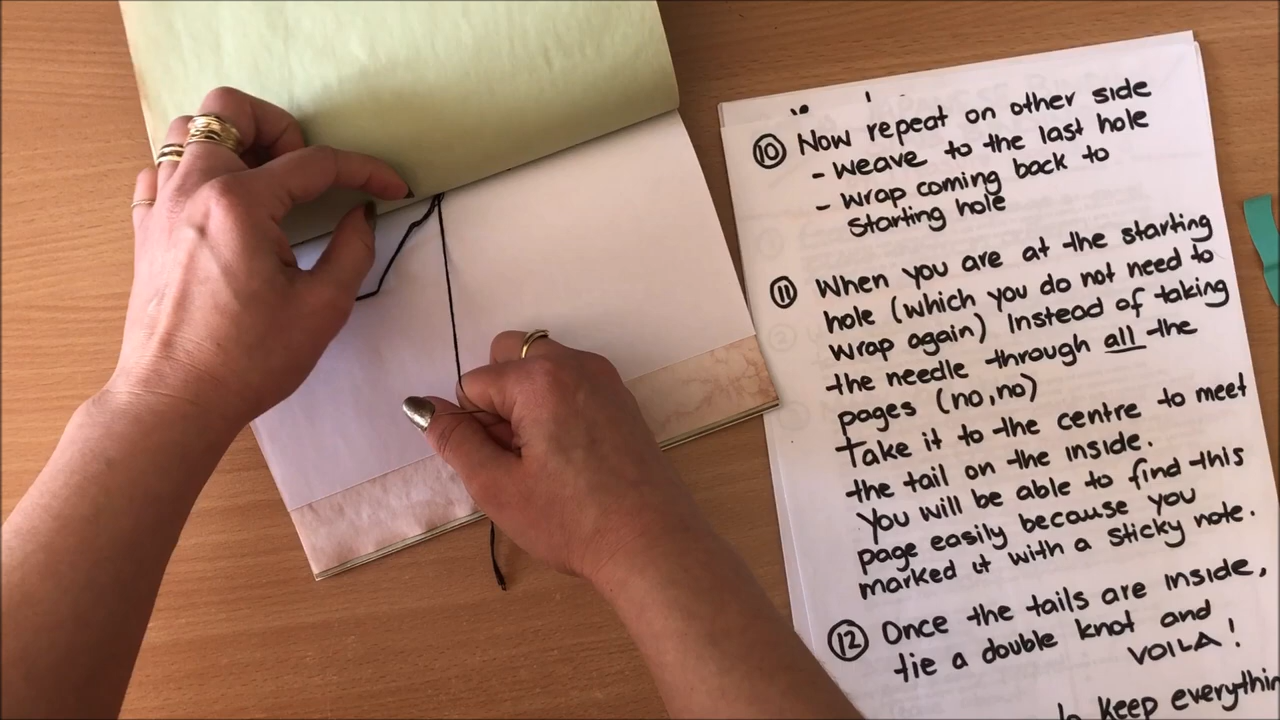 ⑩ Now repeat on other side
- weave to the last hole
- wrap coming back to
starting hole
⑪ When you are at the starting
hole (which you do not need to
wrap again) Instead of taking
the needle through all the
pages (no, no)
Take it to the centre to meet
the tail on the inside.
You will be able to find this
page easily because you
marked it with a sticky note.
⑫ Once the tails are inside,
tie a double knot and
VOILA!
to keep everythin